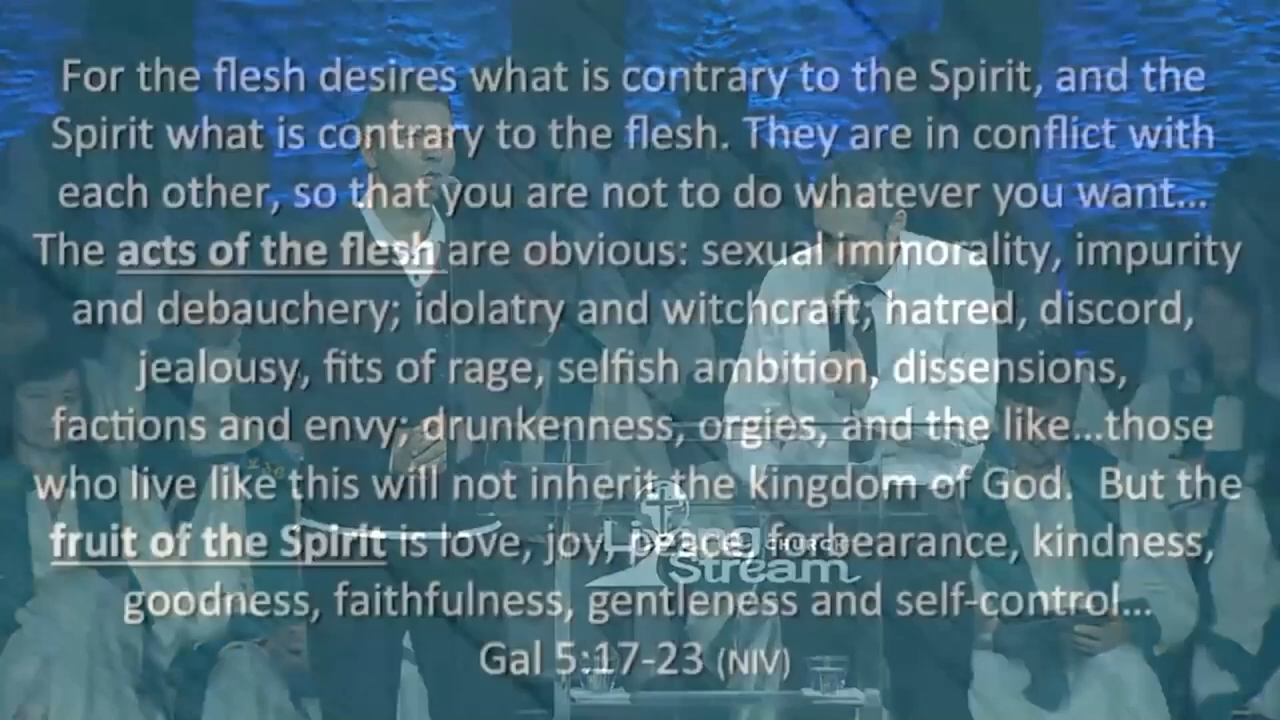 For the flesh desires what is contrary to the Spirit, and the
Spirit what is contrary to the flesh. They are in conflict with
each other, so that you are not to do whatever you want...
The acts of the flesh are obvious: sexual immorality, impurity
and debauchery; idolatry and witchcraft; hatred, discord,
jealousy, fits of rage, selfish ambition, dissensions,
factions and envy; drunkenness, orgies, and the like...those
who live like this will not inherit the kingdom of God.  But the
fruit of the Spirit is love, joy, peace, forbearance, kindness,
goodness, faithfulness, gentleness and self-control...
Gal 5:17-23 (NIV)
Living CHURCH
Stream